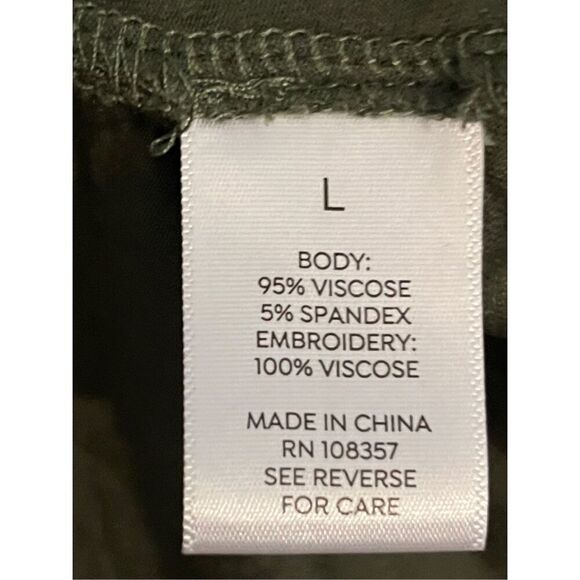 L
BODY:
95% VISCOSE
5% SPANDEX
EMBROIDERY:
100% VISCOSE
MADE IN CHINA
RN 108357
SEE REVERSE
FOR CARE